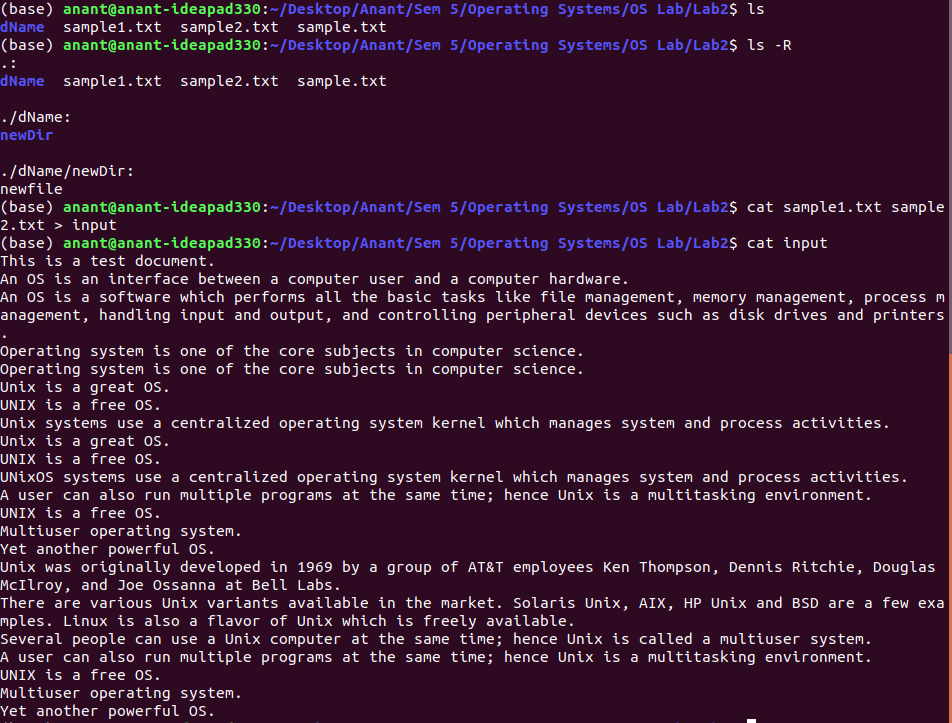 (base) anant@anant-ideapad330:~/Desktop/Anant/Sem 5/Operating Systems/OS Lab/Lab2$ ls
dName  sample1.txt  sample2.txt  sample.txt
(base) anant@anant-ideapad330:~/Desktop/Anant/Sem 5/Operating Systems/OS Lab/Lab2$ ls -R
.:
dName  sample1.txt  sample2.txt  sample.txt

./dName:
newDir

./dName/newDir:
newfile
(base) anant@anant-ideapad330:~/Desktop/Anant/Sem 5/Operating Systems/OS Lab/Lab2$ cat sample1.txt sample
2.txt > input
(base) anant@anant-ideapad330:~/Desktop/Anant/Sem 5/Operating Systems/OS Lab/Lab2$ cat input
This is a test document.
An OS is an interface between a computer user and a computer hardware.
An OS is a software which performs all the basic tasks like file management, memory management, process m
anagement, handling input and output, and controlling peripheral devices such as disk drives and printers
.
Operating system is one of the core subjects in computer science.
Operating system is one of the core subjects in computer science.
Unix is a great OS.
UNIX is a free OS.
Unix systems use a centralized operating system kernel which manages system and process activities.
Unix is a great OS.
UNIX is a free OS.
UNixOS systems use a centralized operating system kernel which manages system and process activities.
A user can also run multiple programs at the same time; hence Unix is a multitasking environment.
UNIX is a free OS.
Multiuser operating system.
Yet another powerful OS.
Unix was originally developed in 1969 by a group of AT&T employees Ken Thompson, Dennis Ritchie, Douglas
McIlroy, and Joe Ossanna at Bell Labs.
There are various Unix variants available in the market. Solaris Unix, AIX, HP Unix and BSD are a few exa
mples. Linux is also a flavor of Unix which is freely available.
Several people can use a Unix computer at the same time; hence Unix is called a multiuser system.
A user can also run multiple programs at the same time; hence Unix is a multitasking environment.
UNIX is a free OS.
Multiuser operating system.
Yet another powerful OS.